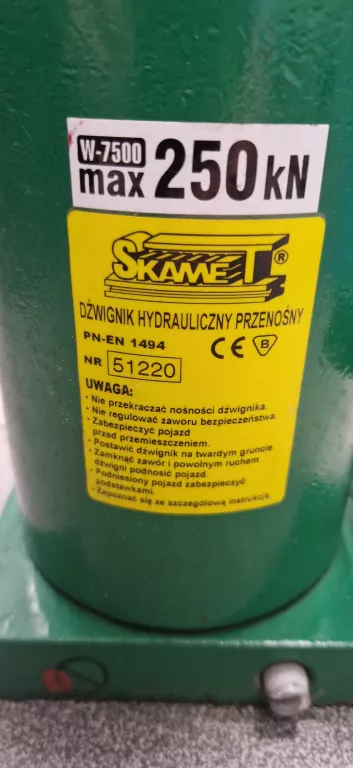 W-7500
max 250 kN
SKAMET®
DŹWIGNIK HYDRAULICZNY PRZENOŚNY
PN-EN 1494 CE B
NR 51220
UWAGA:
- Nie przekraczać nośności dźwignika.
- Nie regulować zaworu bezpieczeństwa.
- Zabezpieczyć pojazd
przed przemieszczeniem.
- Postawić dźwignik na twardym gruncie.
- Zamknąć zawór i powolnym ruchem
dźwigni podnosić pojazd.
- Podniesiony pojazd zabezpieczyć
podstawkami.
- Zapoznać się ze szczegółową instrukcją